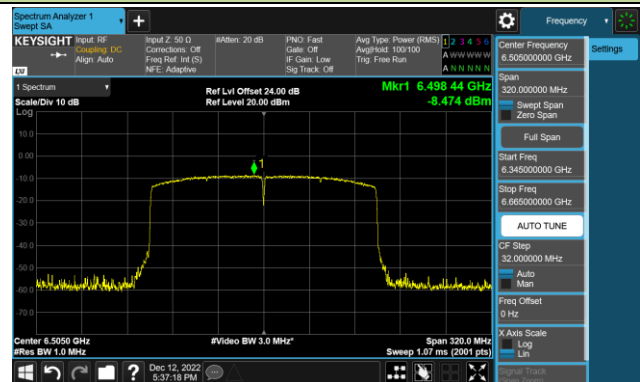 Spectrum Analyzer 1
Swept SA
Frequency
KEYSIGHT
Input: RF
Coupling: DC
Align: Auto
Input Z: 50 Ω
Corrections: Off
Freq Ref: Int (S)
NFE: Adaptive
#Atten: 20 dB
PNO: Fast
Gate: Off
IF Gain: Low
Sig Track: Off
Avg Type: Power (RMS)
Avg|Hold: 100/100
Trig: Free Run
1 2 3 4 5 6
A W W W W W
A N N N N N
LXI
1 Spectrum
Scale/Div 10 dB
Log
Ref Lvl Offset 24.00 dB
Ref Level 20.00 dBm
Mkr1 6.498 44 GHz
-8.474 dBm
10.0
0.00
-10.0
-20.0
-30.0
-40.0
-50.0
-60.0
-70.0
1
Center 6.5050 GHz
#Res BW 1.0 MHz
#Video BW 3.0 MHz*
Span 320.0 MHz
Sweep 1.07 ms (2001 pts)
Dec 12, 2022
5:37:18 PM
Center Frequency
6.505000000 GHz
Settings
Span
320.000000 MHz
Swept Span
Zero Span
Full Span
Start Freq
6.345000000 GHz
Stop Freq
6.665000000 GHz
AUTO TUNE
CF Step
32.000000 MHz
Auto
Man
Freq Offset
0 Hz
X Axis Scale
Log
Lin
Signal Track